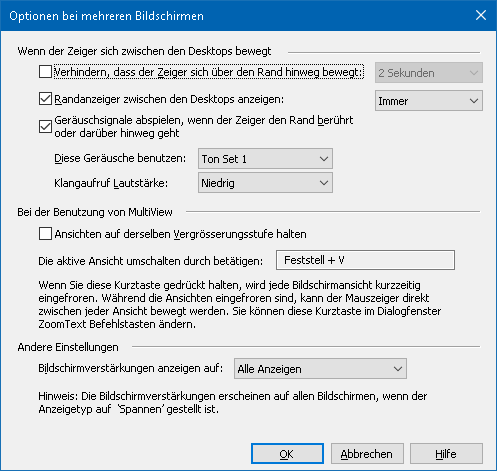 Optionen bei mehreren Bildschirmen
Wenn der Zeiger sich zwischen den Desktops bewegt
Verhindern, dass der Zeiger sich über den Rand hinweg bewegt: 2 Sekunden
Randanzeiger zwischen den Desktops anzeigen: Immer
Geräuschsignale abspielen, wenn der Zeiger den Rand berührt
oder darüber hinweg geht
Diese Geräusche benutzen: Ton Set 1
Klangaufruf Lautstärke: Niedrig
Bei der Benutzung von MultiView
Ansichten auf derselben Vergrösserungsstufe halten
Die aktive Ansicht umschalten durch betätigen: Feststell + V
Wenn Sie diese Kurztaste gedrückt halten, wird jede Bildschirmansicht kurzzeitig
eingefroren. Während die Ansichten eingefroren sind, kann der Mauszeiger direkt
zwischen jeder Ansicht bewegt werden. Sie können diese Kurztaste im Dialogfenster
ZoomText Befehlstasten ändern.
Andere Einstellungen
Bildschirmverstärkungen anzeigen auf: Alle Anzeigen
Hinweis: Die Bildschirmverstärkungen erscheinen auf allen Bildschirmen, wenn der
Anzeigetyp auf 'Spannen' gestellt ist.
OK Abbrechen Hilfe